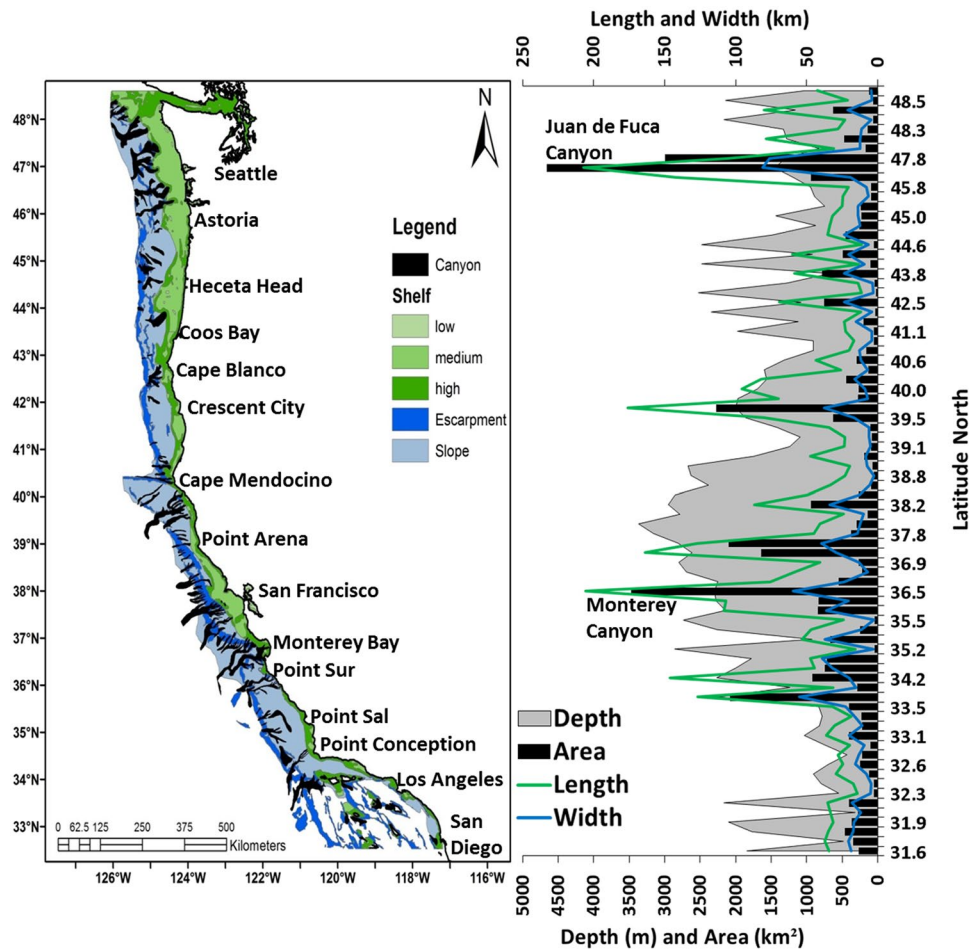 48°N
47°N
46°N
45°N
44°N
43°N
42°N
41°N
40°N
39°N
38°N
37°N
36°N
35°N
34°N
33°N
N
Seattle
Astoria
Heceta Head
Coos Bay
Cape Blanco
Crescent City
Cape Mendocino
Point Arena
San Francisco
Monterey Bay
Point Sur
Point Sal
Point Conception
Los Angeles
San
Diego
Legend
Canyon
Shelf
low
medium
high
Escarpment
Slope
0 62.5 125 250 375 500
Kilometers
126°W 124°W 122°W 120°W 118°W 116°W
Length and Width (km)
250 200 150 100 50 0
Juan de Fuca
Canyon
Monterey
Canyon
Depth
Area
Length
Width
48.5
48.3
47.8
45.8
45.0
44.6
43.8
42.5
41.1
40.6
40.0
39.5
39.1
38.8
38.2
37.8
36.9
36.5
35.5
35.2
34.2
33.5
33.1
32.6
32.3
31.9
31.6
Latitude North
5000 4500 4000 3500 3000 2500 2000 1500 1000 500 0
Depth (m) and Area (km²)